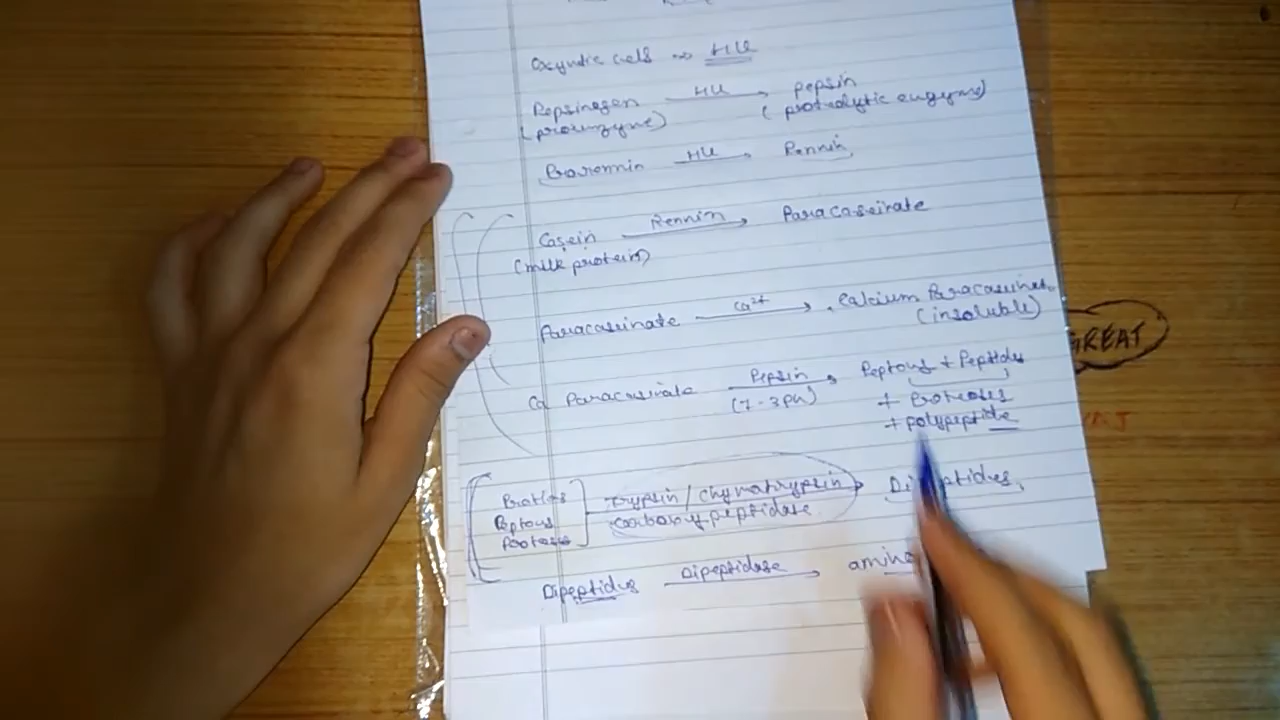 Oxyntic cells => HCl
Pepsinogen HCl → pepsin
(proenzyme) (proteolytic enzyme)
Prorennin HCl → Rennin
Casein Rennin → Paracaseinate
(milk protein)
Paracaseinate Ca²⁺ → Calcium Paracaseinate
(insoluble)
Ca Paracaseinate Pepsin → Peptones + Peptides
(7-3pH) + Proteoses
+ polypeptide
Proteins trypsin / chymotrypsin → Dipeptides
Peptones carboxypeptidase
Proteoses
Dipeptides Dipeptidase → amino
GREAT